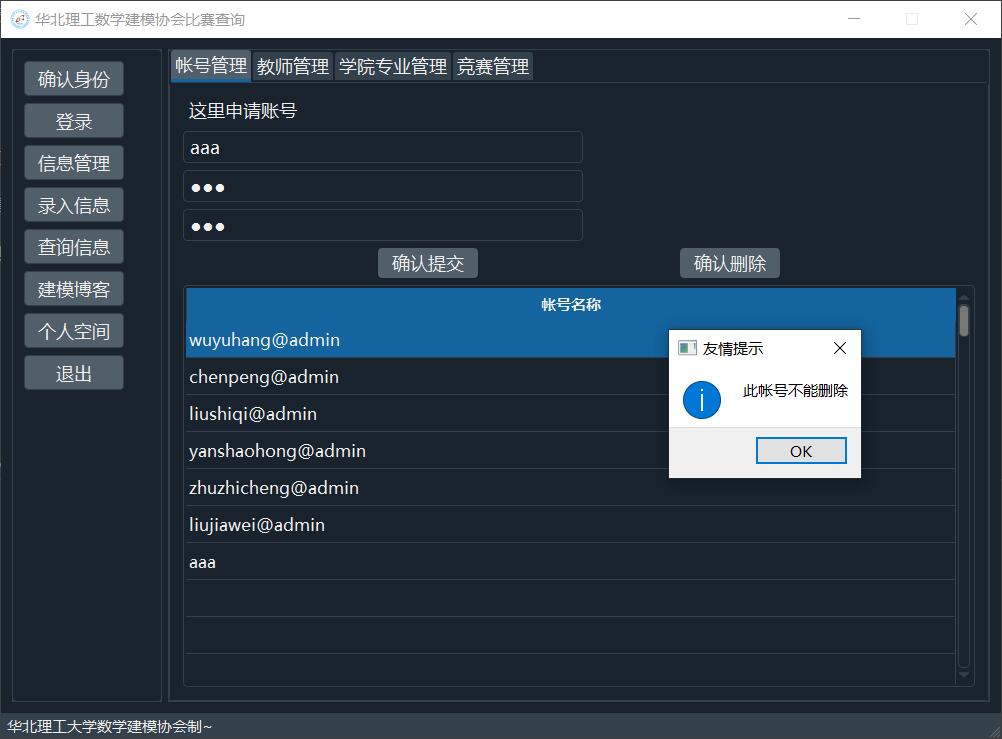 华北理工数学建模协会比赛查询
确认身份
登录
信息管理
录入信息
查询信息
建模博客
个人空间
退出
帐号管理 教师管理 学院专业管理 竞赛管理
这里申请账号
aaa
●●●
●●●
确认提交 确认删除
帐号名称
wuyuhang@admin
chenpeng@admin
liushiqi@admin
yanshaohong@admin
zhuzhicheng@admin
liujiawei@admin
aaa
友情提示
此帐号不能删除
OK
华北理工大学数学建模协会制~